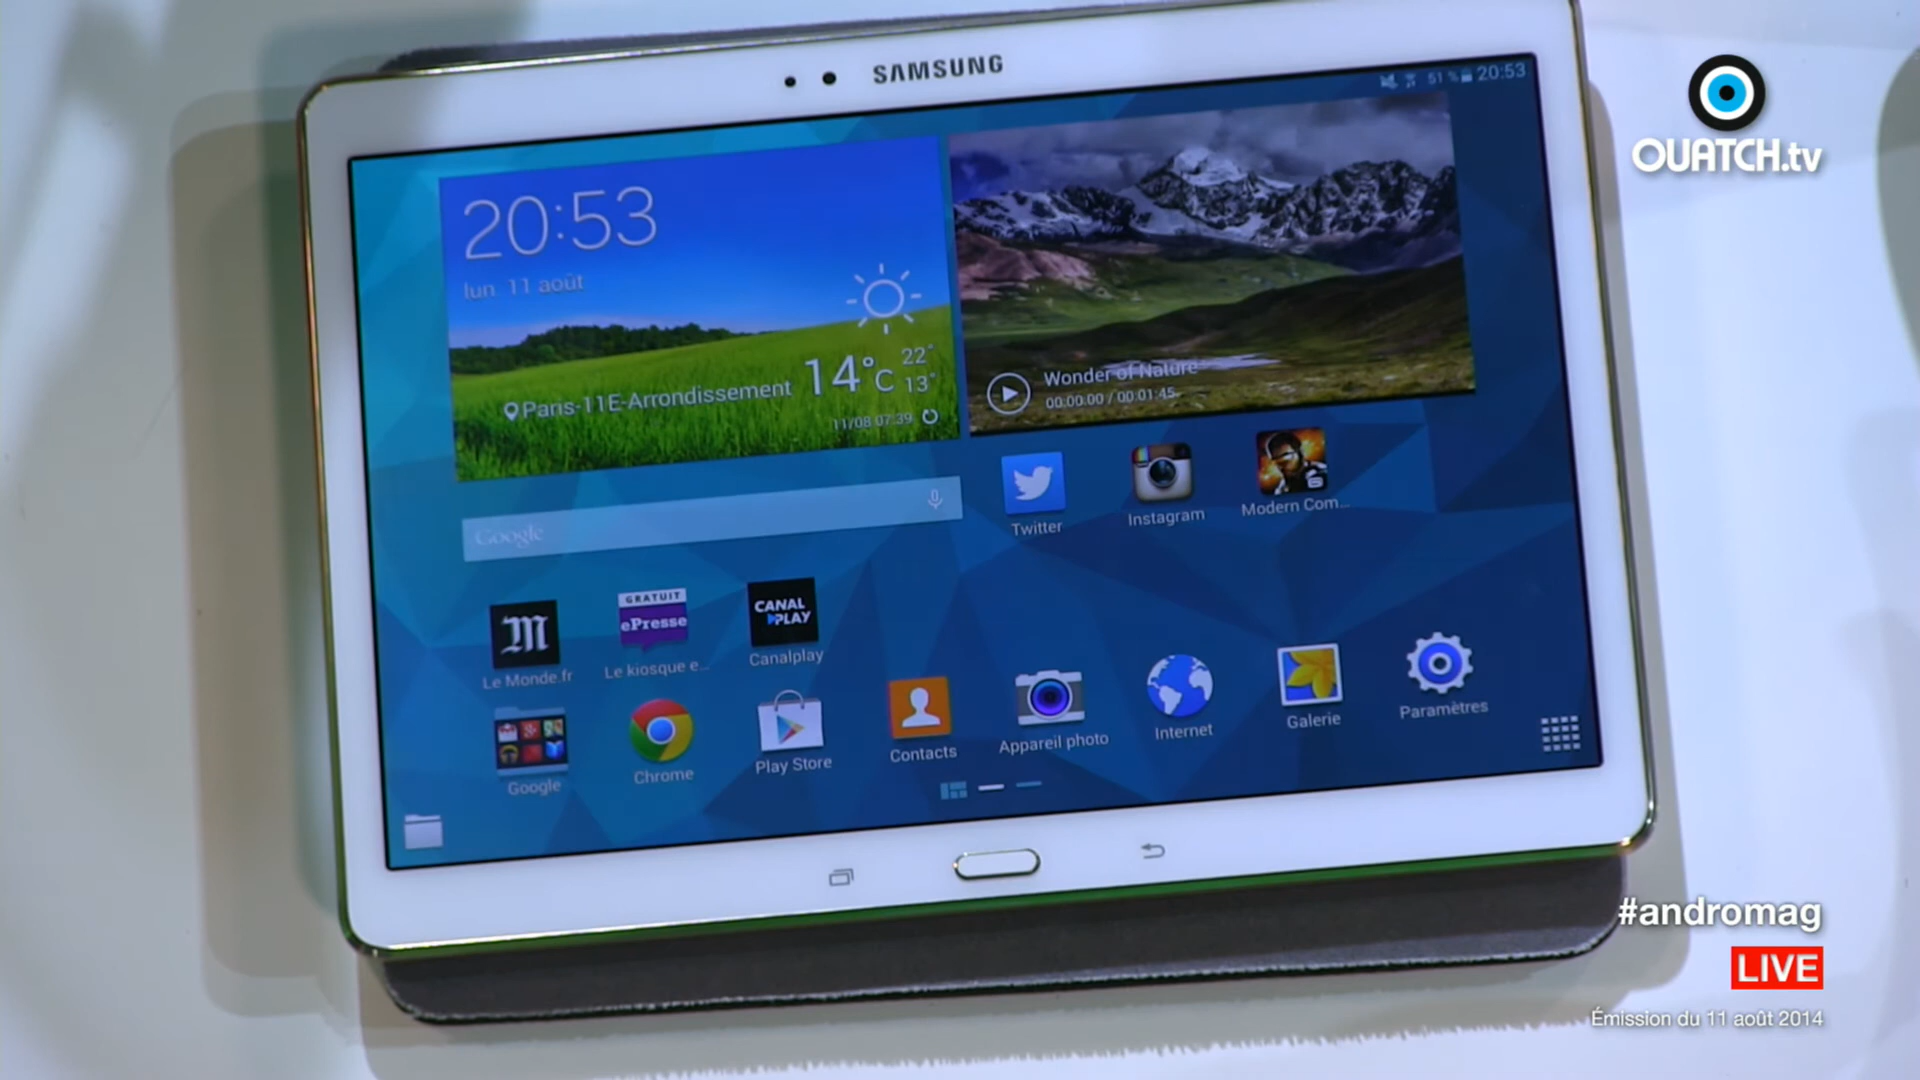 SAMSUNG
51 % 20:53
OUATCH.tv
20:53
lun 11 août
14°C
22°
13°
Paris-11E-Arrondissement
11/08 07:39
Wonder of Nature
00:00:00 / 00:01:45
Google
Twitter
Instagram
Modern Com...
GRATUIT
ePresse
CANAL
PLAY
Le Monde.fr
Le kiosque e...
Canalplay
Google
Chrome
Play Store
Contacts
Appareil photo
Internet
Galerie
Paramètres
#andromag
LIVE
Émission du 11 août 2014